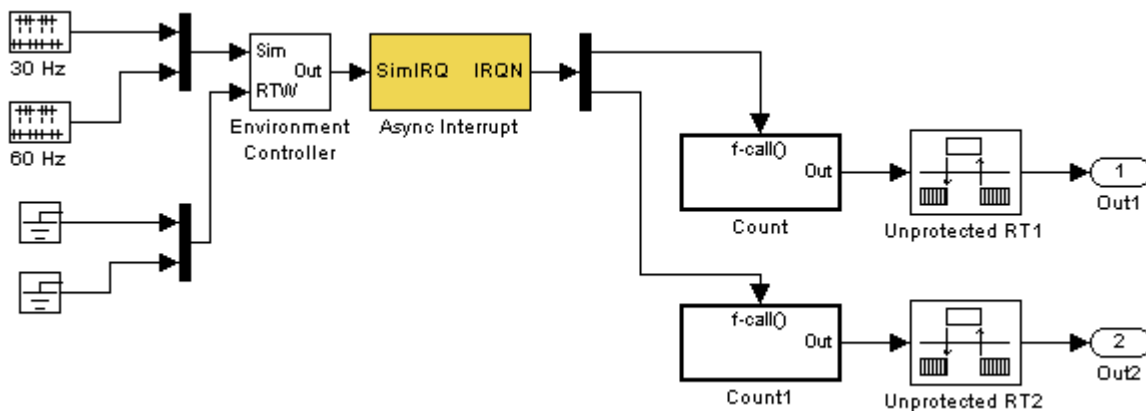 30 Hz
60 Hz
Sim
Out
RTW
Environment
Controller
SimIRQ IRQN
Async Interrupt
f-call()
Out
Count
Unprotected RT1
1
Out1
f-call()
Out
Count1
Unprotected RT2
2
Out2